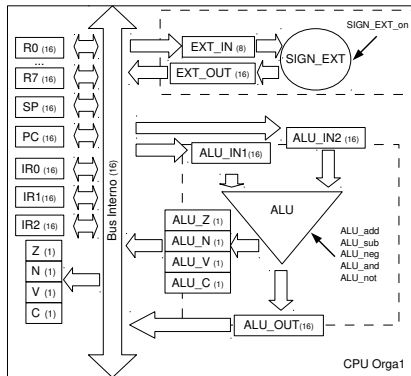 SIGN_EXT_on
R0 (16)
...
R7 (16)
SP (16)
PC (16)
IR0 (16)
IR1(16)
IR2 (16)
Z (1)
N (1)
V (1)
C (1)
Bus Interno (16)
EXT_IN (8)
EXT_OUT (16)
SIGN_EXT
ALU_IN2 (16)
ALU_IN1(16)
ALU
ALU_Z (1)
ALU_N (1)
ALU_V (1)
ALU_C (1)
ALU_add
ALU_sub
ALU_neg
ALU_and
ALU_not
ALU_OUT(16)
CPU Orga1